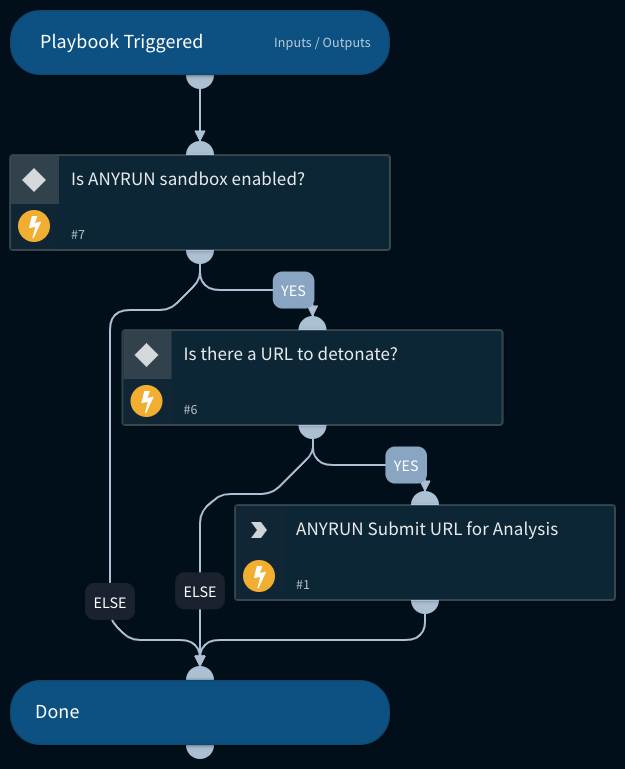 Playbook Triggered
Inputs / Outputs
Is ANYRUN sandbox enabled?
#7
YES
Is there a URL to detonate?
#6
YES
ANYRUN Submit URL for Analysis
#1
ELSE
ELSE
Done